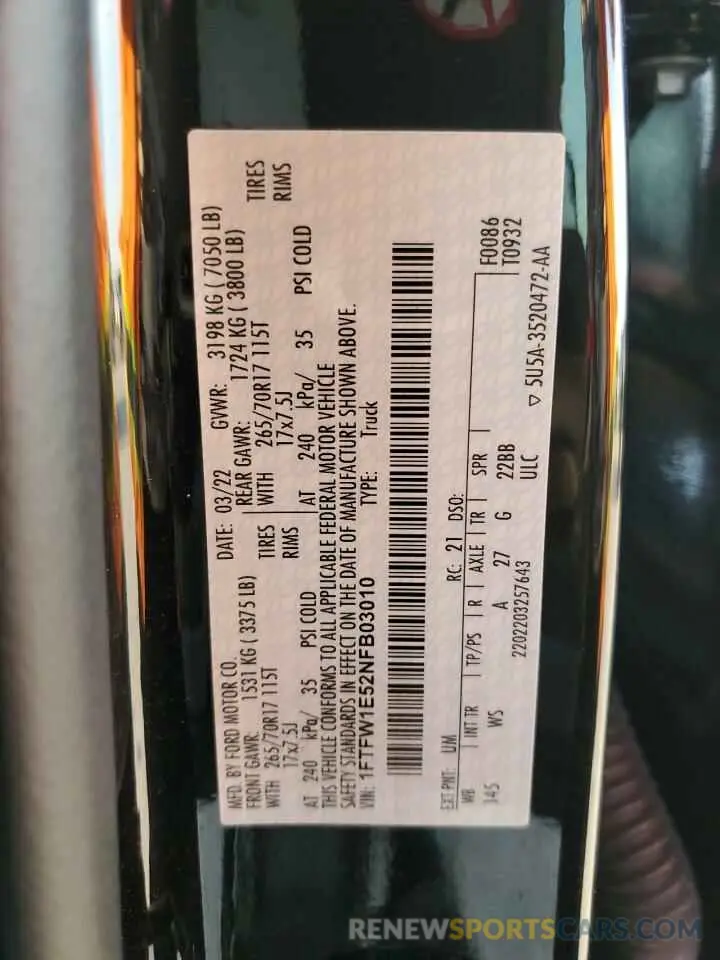 MFD. BY FORD MOTOR CO.
DATE: 03/22 GVWR: 3198 KG ( 7050 LB)
FRONT GAWR: 1531 KG ( 3375 LB)
REAR GAWR: 1724 KG ( 3800 LB)
WITH 265/70R17 115T TIRES
WITH 265/70R17 115T TIRES
17x7.5J RIMS
17x7.5J RIMS
AT 240 kPa/ 35 PSI COLD
AT 240 kPa/ 35 PSI COLD
THIS VEHICLE CONFORMS TO ALL APPLICABLE FEDERAL MOTOR VEHICLE
SAFETY STANDARDS IN EFFECT ON THE DATE OF MANUFACTURE SHOWN ABOVE.
VIN: 1FTFW1E52NFB03010 TYPE: Truck
EXT PNT: UM RC: 21 DSO: F0086
WB INT TR TP/PS R AXLE TR SPR T0932
145 WS A 27 G 22BB
ULC
2202203257643 ▽ 5U5A-3520472-AA
RENEWSPORTSCARS.COM